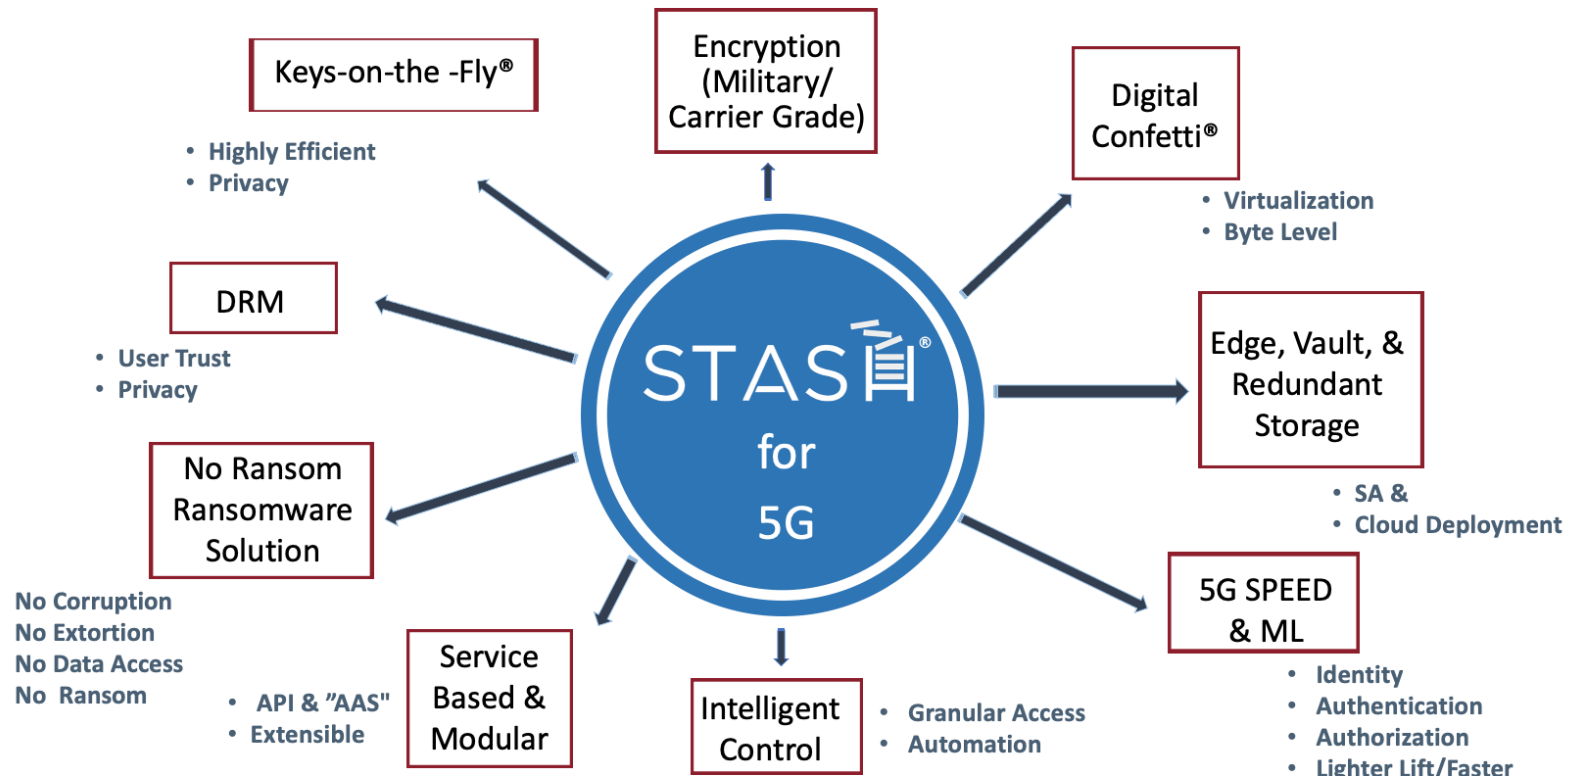 Keys-on-the -Fly®
• Highly Efficient
• Privacy
Encryption
(Military/
Carrier Grade)
Digital
Confetti®
• Virtualization
• Byte Level
DRM
• User Trust
• Privacy
STASH®
for
5G
Edge, Vault, &
Redundant
Storage
• SA &
• Cloud Deployment
No Ransom
Ransomware
Solution
No Corruption
No Extortion
No Data Access
No  Ransom
Service
Based &
Modular
• API & ”AAS"
• Extensible
Intelligent
Control
• Granular Access
• Automation
5G SPEED
& ML
• Identity
• Authentication
• Authorization
• Lighter Lift/Faster